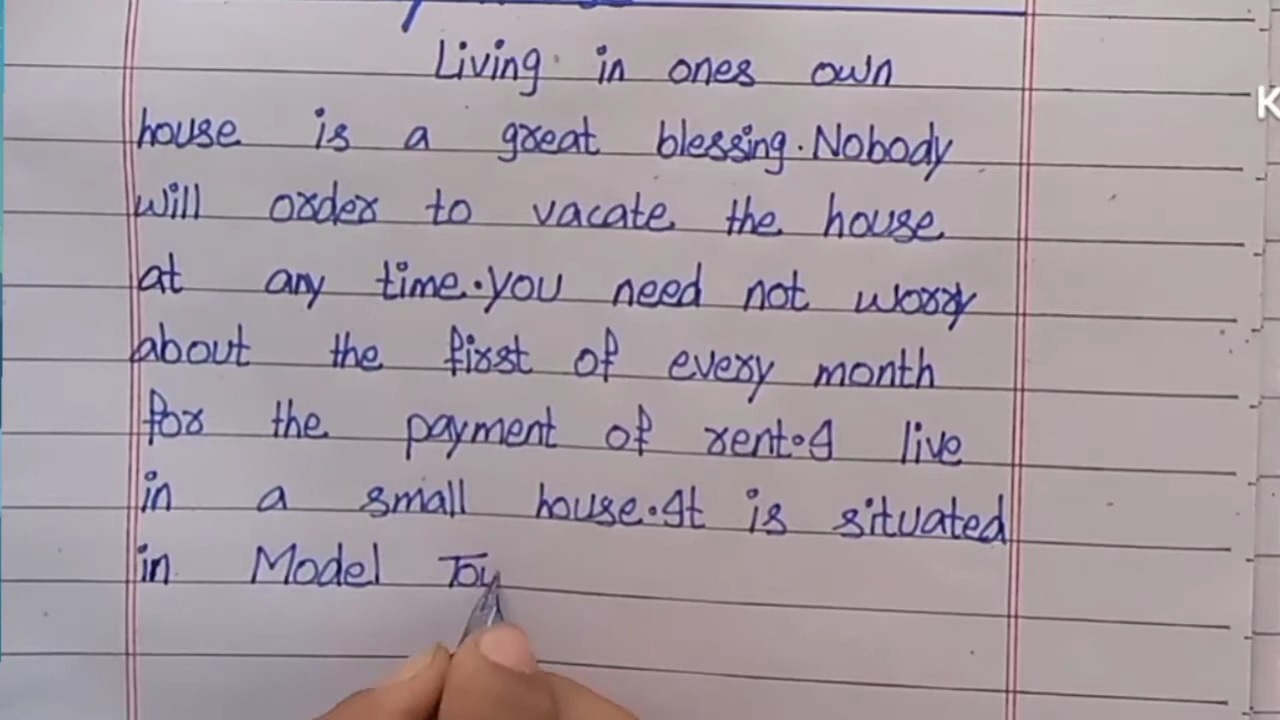 Living in ones own
house is a great blessing. Nobody
will order to vacate the house
at any time. you need not worry
about the first of every month
for the payment of rent. I live
in a small house. It is situated
in Model
K